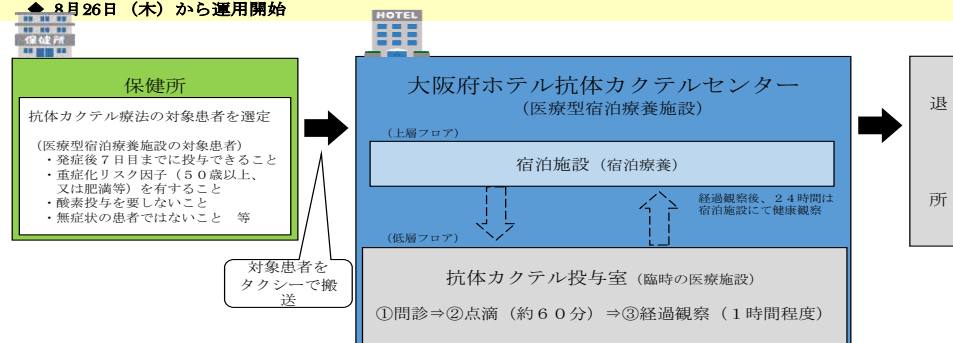 ◆ 8月26日（木）から運用開始
保健所
HOTEL
保健所
抗体カクテル療法の対象患者を選定
（医療型宿泊療養施設の対象患者）
・発症後７日目までに投与できること
・重症化リスク因子（５０歳以上、
又は肥満等）を有すること
・酸素投与を要しないこと
・無症状の患者ではないこと　等
対象患者を
タクシーで搬
送
大阪府ホテル抗体カクテルセンター
（医療型宿泊療養施設）
（上層フロア）
宿泊施設（宿泊療養）
経過観察後、２４時間は
宿泊施設にて健康観察
（低層フロア）
抗体カクテル投与室（臨時の医療施設）
①問診⇒②点滴（約６０分）⇒③経過観察（１時間程度）
退
所